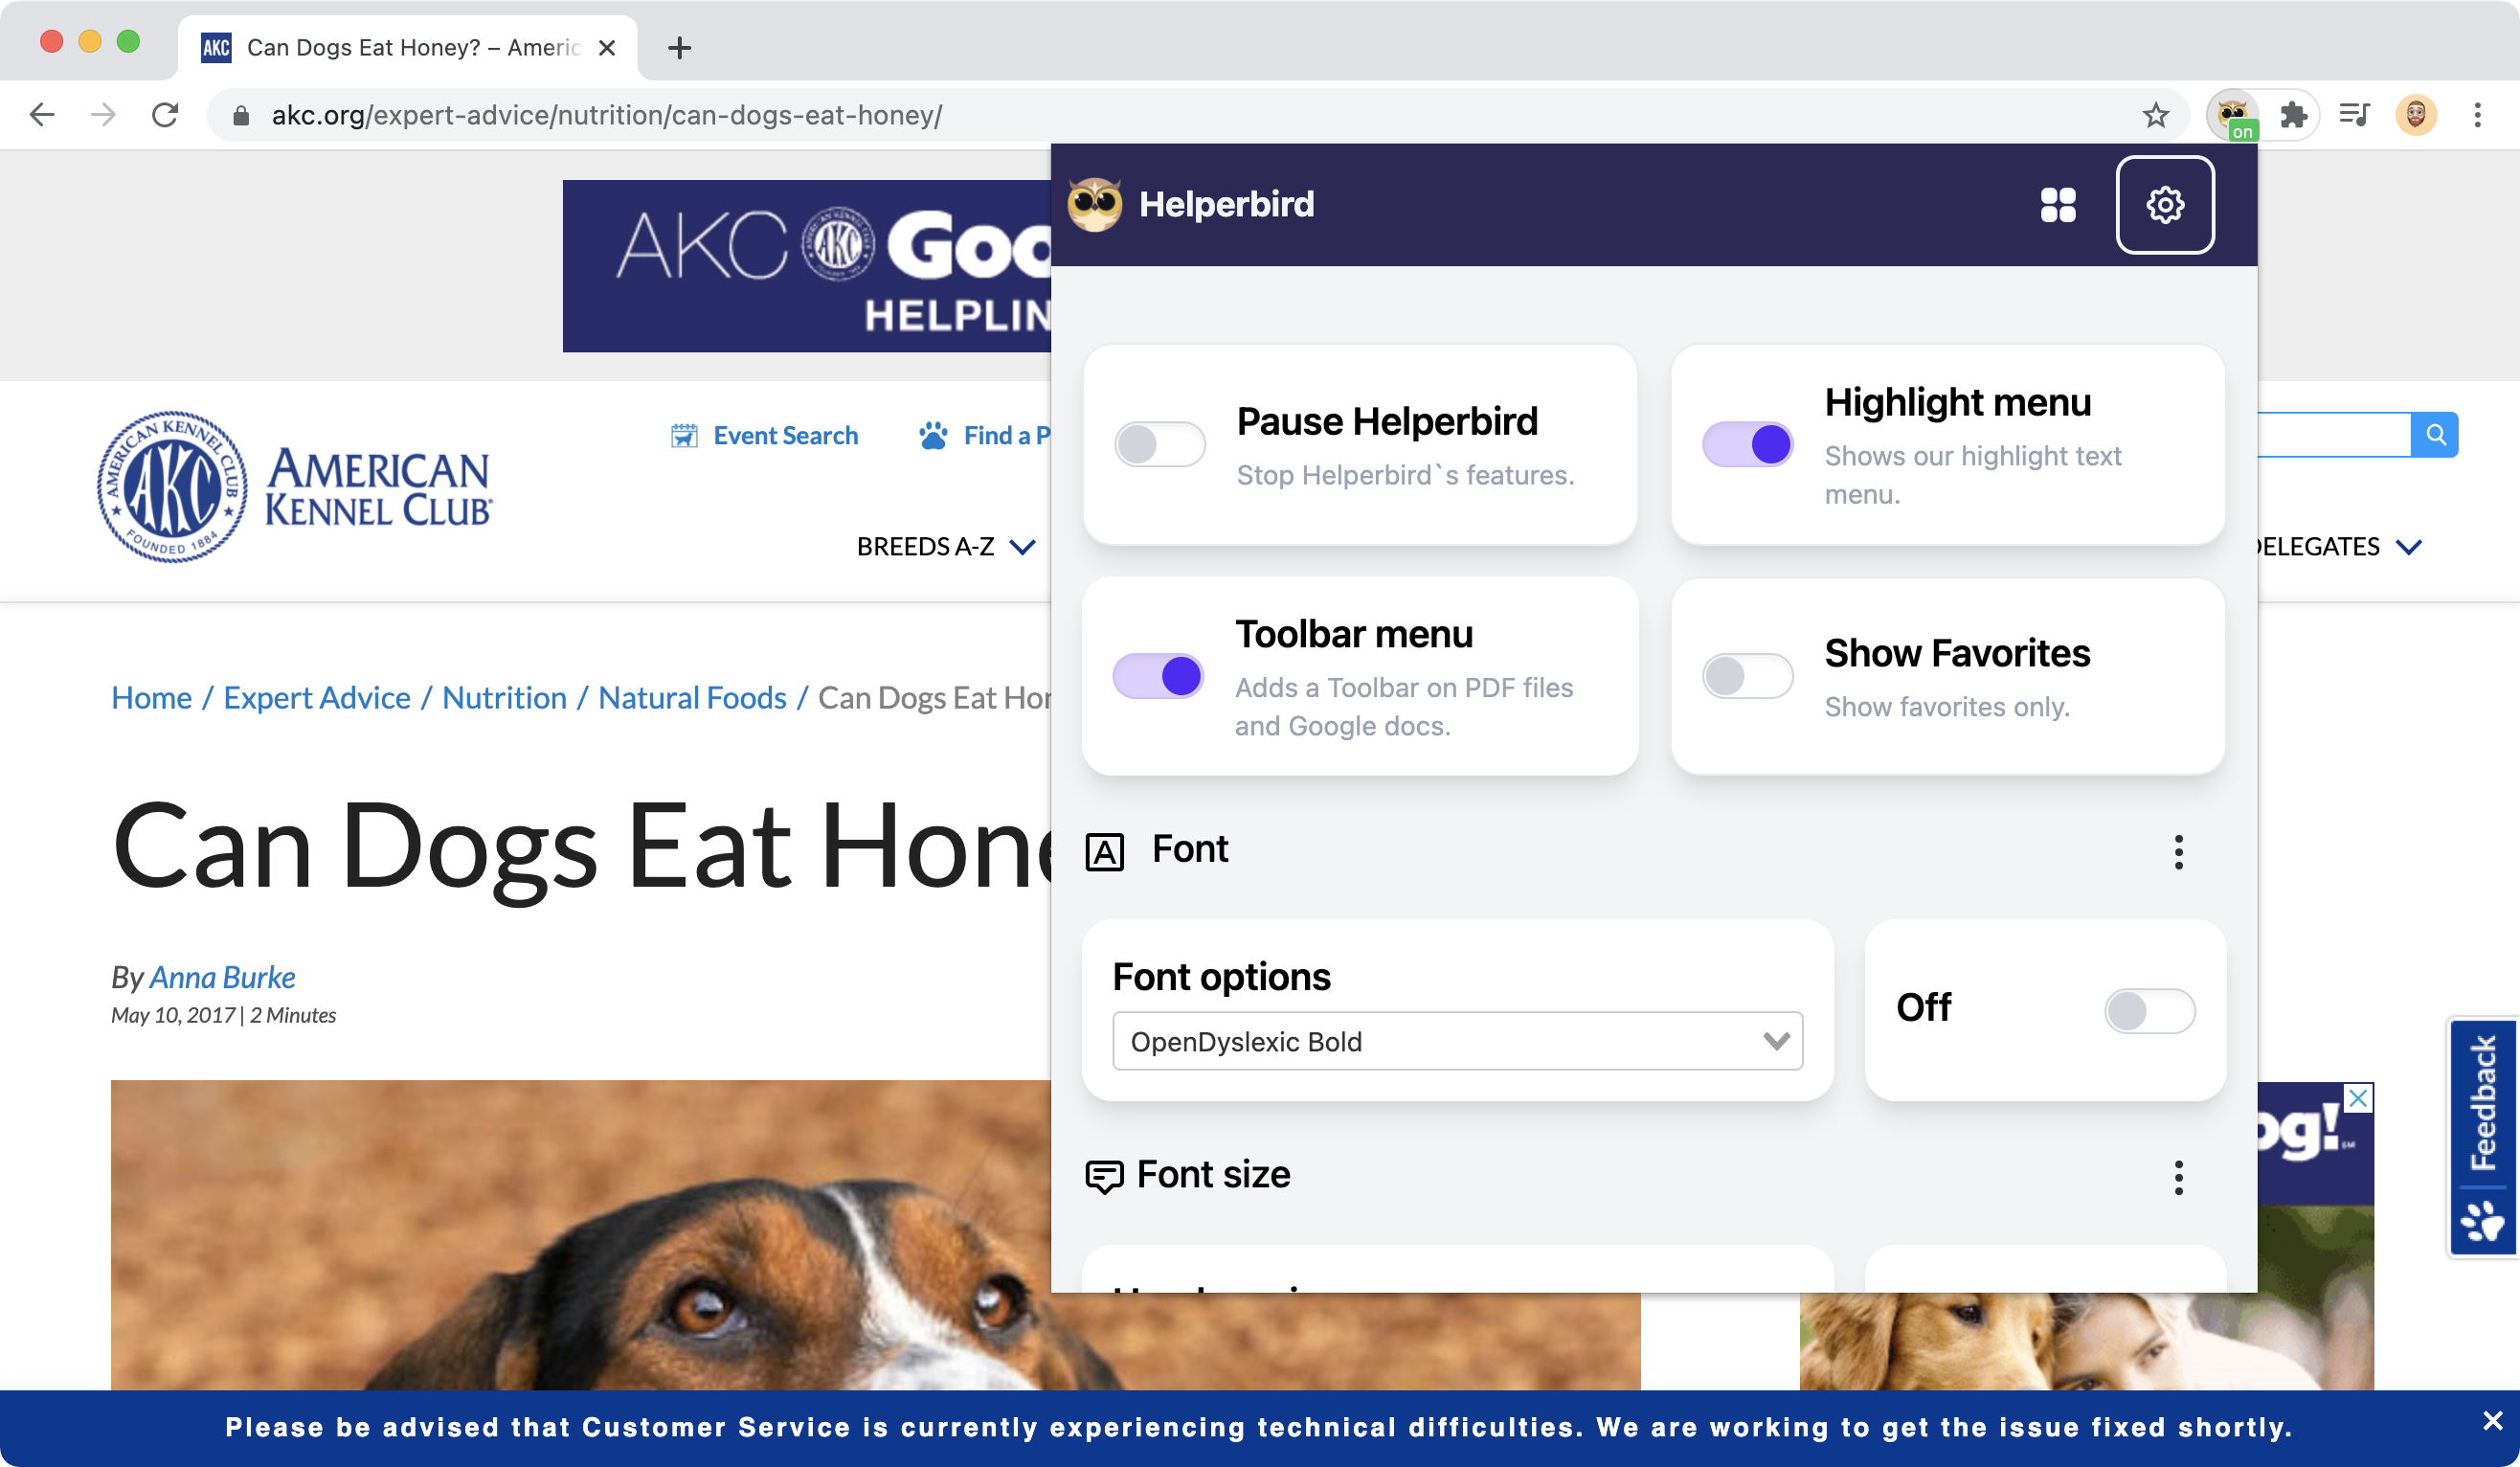 AKC Can Dogs Eat Honey? – Americ
akc.org/expert-advice/nutrition/can-dogs-eat-honey/
on
AKC AKC Goo
HELPLIN
Helperbird
Pause Helperbird
Stop Helperbird`s features.
Highlight menu
Shows our highlight text
menu.
Toolbar menu
Adds a Toolbar on PDF files
and Google docs.
Show Favorites
Show favorites only.
A Font
Font options
OpenDyslexic Bold
Off
Font size
AMERICAN KENNEL CLUB
AKC
FOUNDED 1884
AMERICAN
KENNEL CLUB®
Event Search
Find a P
BREEDS A-Z
DELEGATES
Home / Expert Advice / Nutrition / Natural Foods / Can Dogs Eat Hon
Can Dogs Eat Hone
By Anna Burke
May 10, 2017 | 2 Minutes
og!
Feedback
Please be advised that Customer Service is currently experiencing technical difficulties. We are working to get the issue fixed shortly.